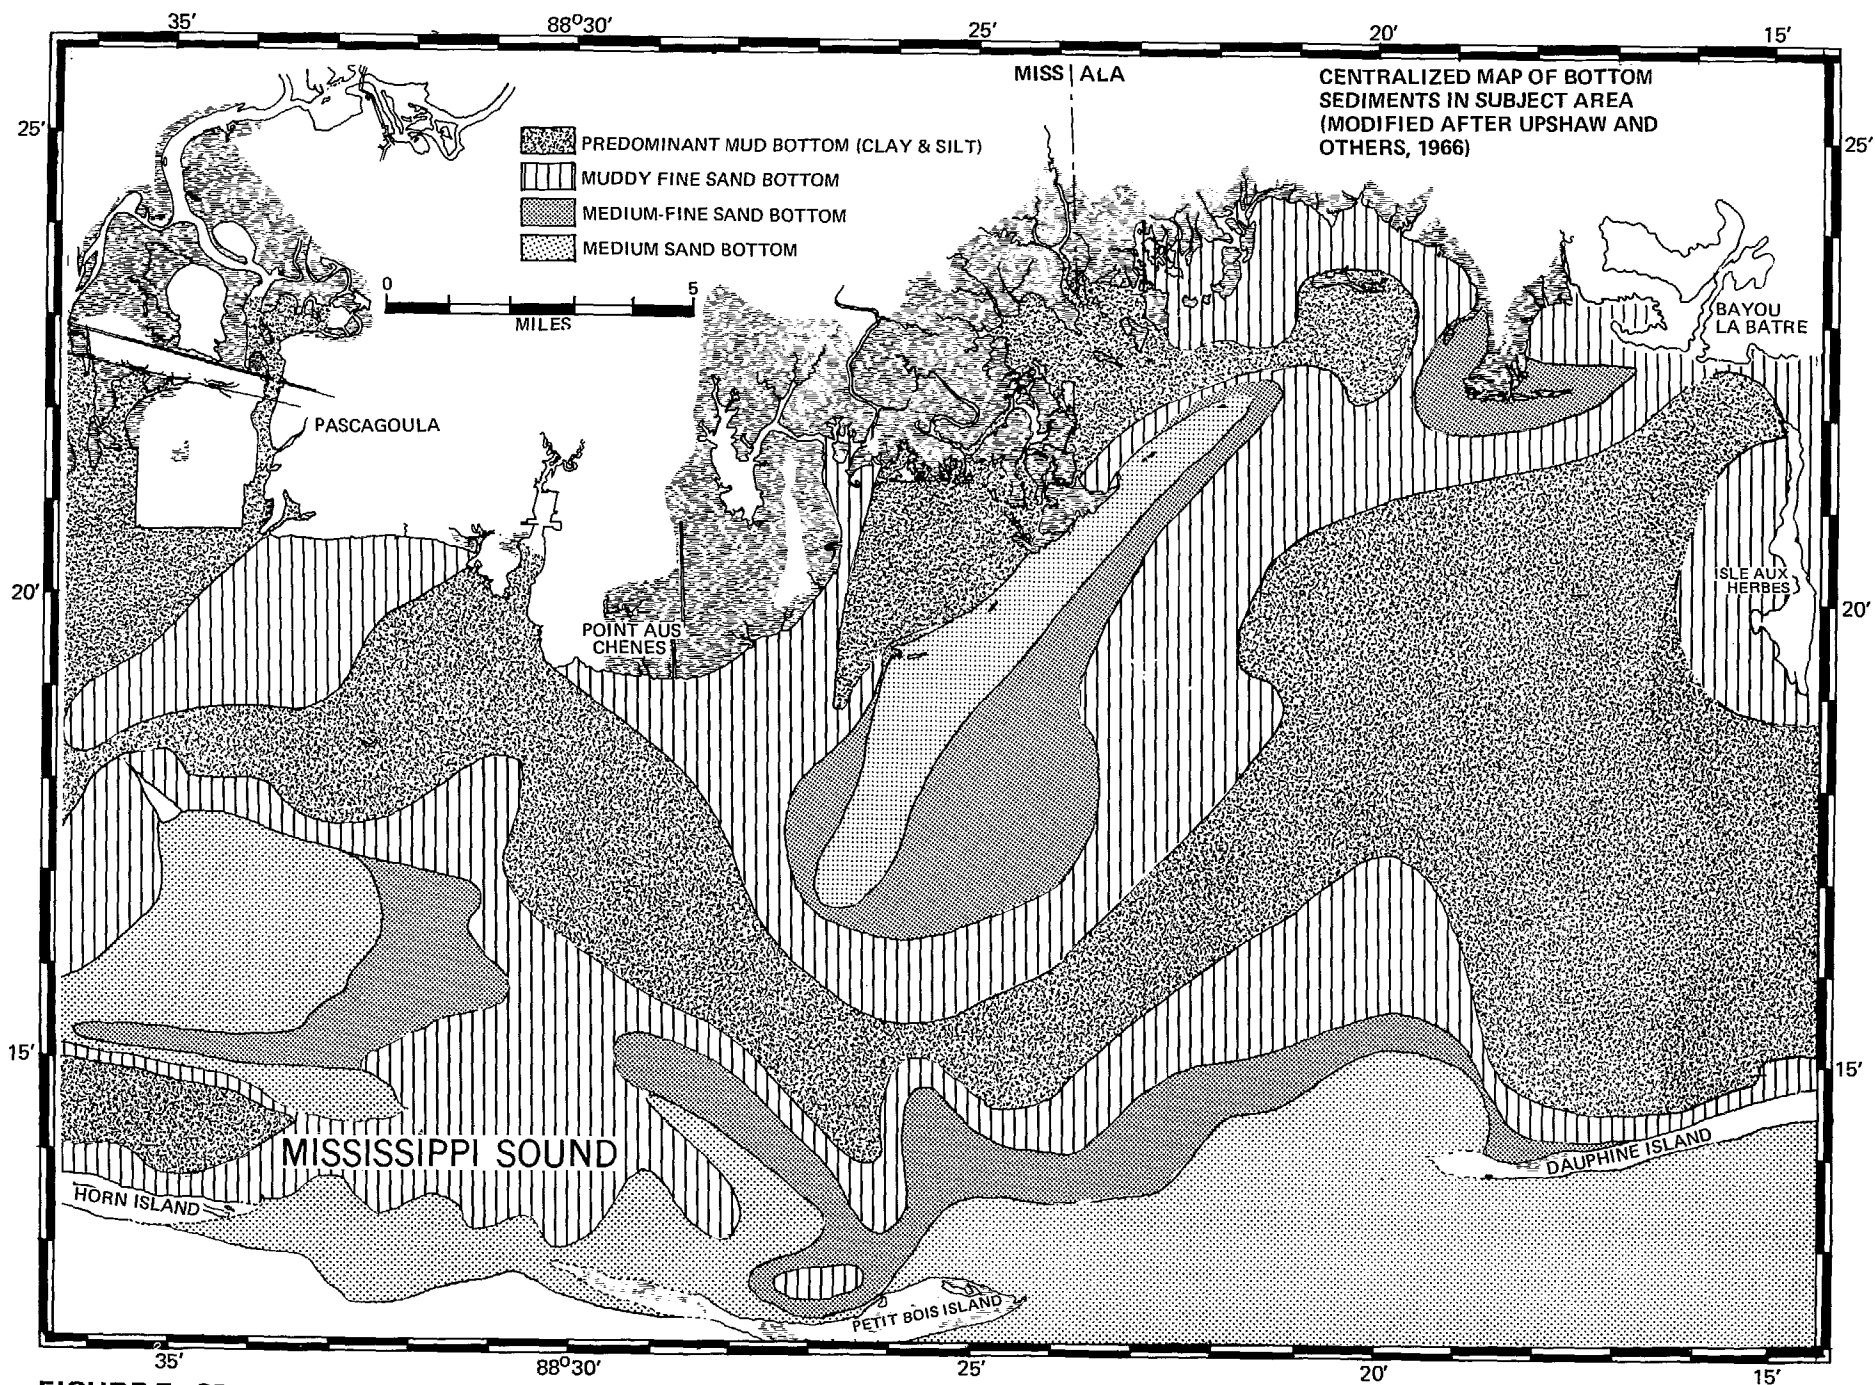 35′
88°30′
25′
20′
15′
MISS ALA
CENTRALIZED MAP OF BOTTOM
SEDIMENTS IN SUBJECT AREA
(MODIFIED AFTER UPSHAW AND
OTHERS, 1966)
25′
25′
PREDOMINANT MUD BOTTOM (CLAY & SILT)
MUDDY FINE SAND BOTTOM
MEDIUM-FINE SAND BOTTOM
MEDIUM SAND BOTTOM
0 5
MILES
BAYOU
LA BATRE
PASCAGOULA
ISLE AUX
HERBES
20′
20′
POINT AUS
CHENES
15′
15′
MISSISSIPPI SOUND
DAUPHINE ISLAND
HORN ISLAND
PETIT BOIS ISLAND
35′
88°30′
25′
20′
15′